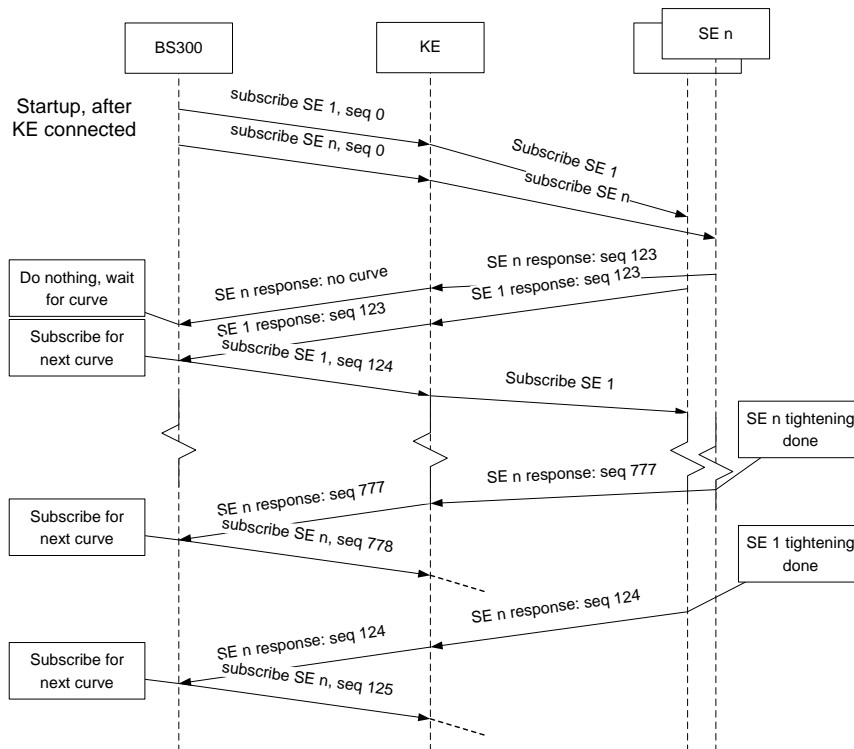 BS300
KE
SE n
Startup, after
KE connected
subscribe SE 1, seq 0
subscribe SE n, seq 0
Subscribe SE 1
subscribe SE n
Do nothing, wait
for curve
SE n response: no curve
SE n response: seq 123
SE 1 response: seq 123
SE 1 response: seq 123
Subscribe for
next curve
subscribe SE 1, seq 124
Subscribe SE 1
SE n tightening
done
SE n response: seq 777
SE n response: seq 777
Subscribe for
next curve
subscribe SE n, seq 778
SE 1 tightening
done
SE n response: seq 124
SE n response: seq 124
Subscribe for
next curve
subscribe SE n, seq 125